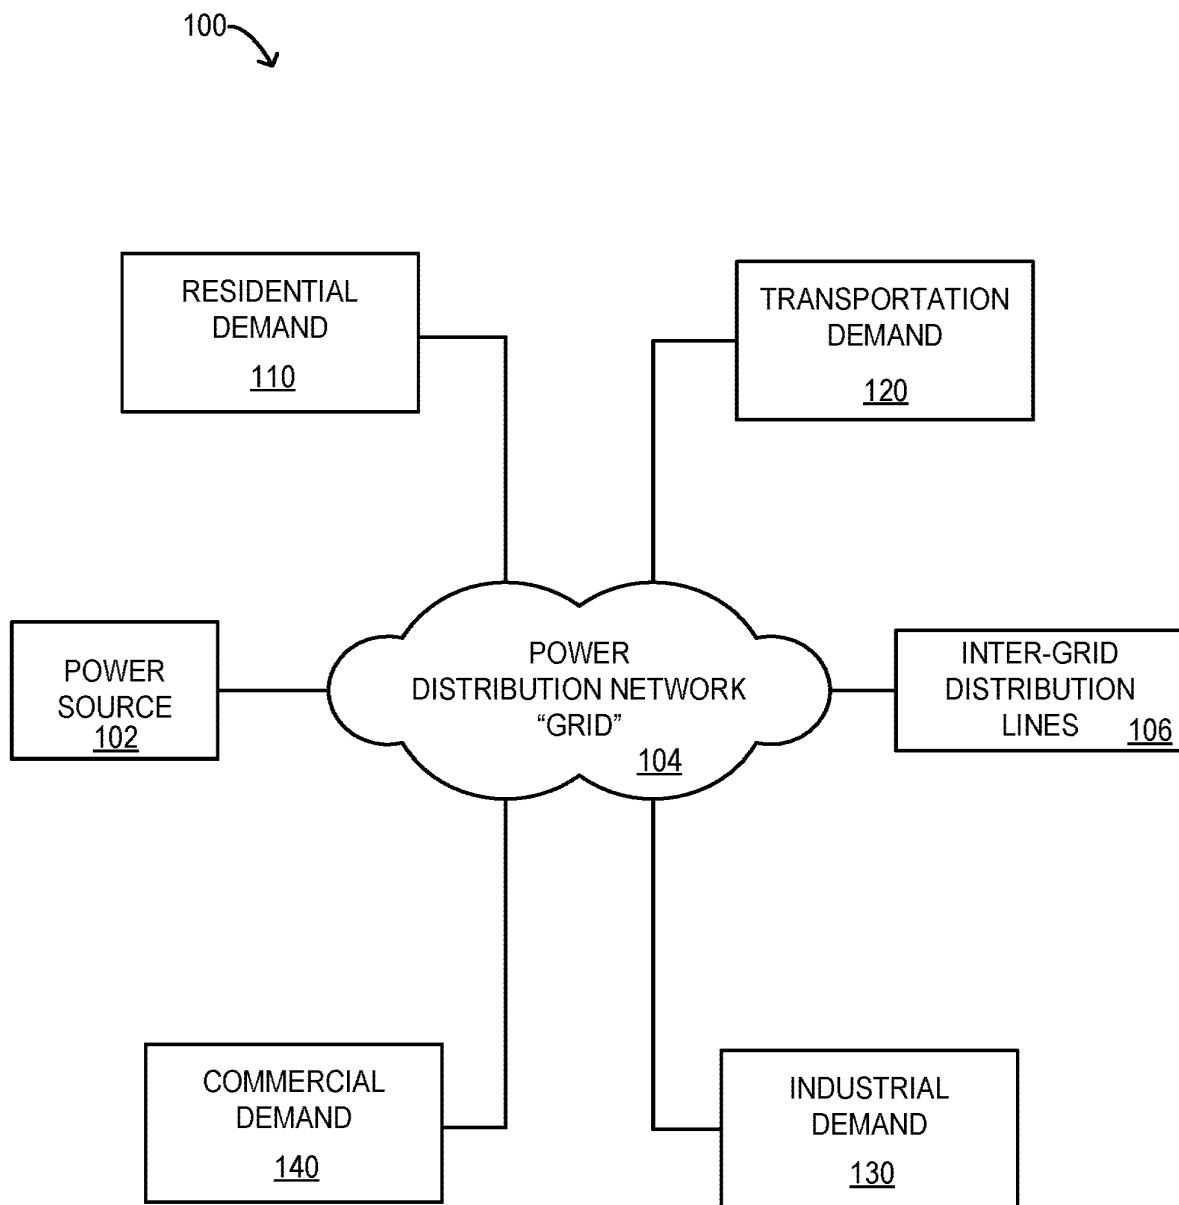 100
RESIDENTIAL
DEMAND
110
TRANSPORTATION
DEMAND
120
POWER
SOURCE
102
POWER
DISTRIBUTION NETWORK
“GRID”
104
INTER-GRID
DISTRIBUTION
LINES
106
COMMERCIAL
DEMAND
140
INDUSTRIAL
DEMAND
130